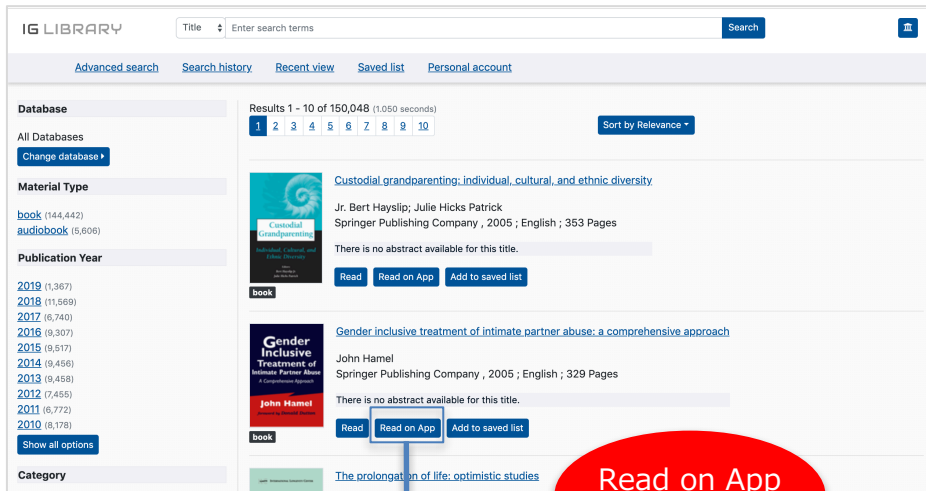 IG LIBRARY
Title
Enter search terms
Search
Advanced search
Search history
Recent view
Saved list
Personal account
Database
All Databases
Change database
Material Type
book (144,442)
audiobook (5,606)
Publication Year
2019 (1,367)
2018 (11,569)
2017 (6,740)
2016 (9,307)
2015 (9,517)
2014 (9,456)
2013 (9,458)
2012 (7,455)
2011 (6,772)
2010 (8,178)
Show all options
Category
Results 1 - 10 of 150,048 (1.050 seconds)
1 2 3 4 5 6 7 8 9 10
Sort by Relevance
Custodial
Grandparenting
Individual, Cultural, and
Ethnic Diversity
book
Custodial grandparenting: individual, cultural, and ethnic diversity
Jr. Bert Hayslip; Julie Hicks Patrick
Springer Publishing Company , 2005 ; English ; 353 Pages
There is no abstract available for this title.
Read
Read on App
Add to saved list
Gender
Inclusive
Treatment of
Intimate Partner Abuse
A Comprehensive Approach
John Hamel
book
Gender inclusive treatment of intimate partner abuse: a comprehensive approach
John Hamel
Springer Publishing Company , 2005 ; English ; 329 Pages
There is no abstract available for this title.
Read
Read on App
Add to saved list
The prolongation of life: optimistic studies
Read on App